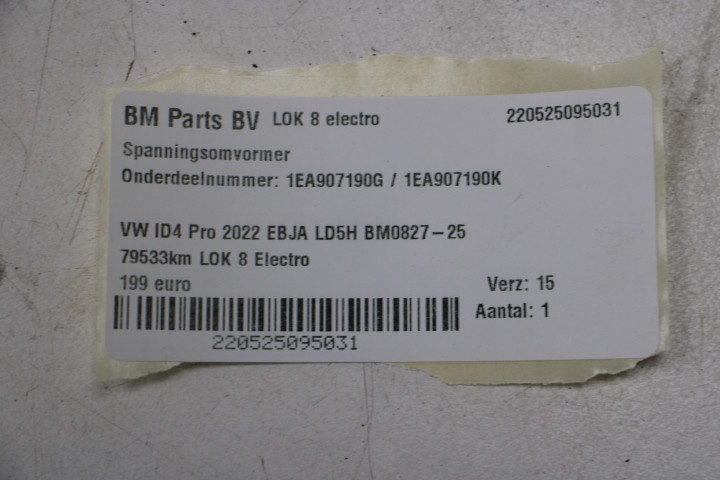 BM Parts BV LOK 8 electro 220525095031
Spanningsomvormer
Onderdeelnummer: 1EA907190G / 1EA907190K
VW ID4 Pro 2022 EBJA LD5H BM0827-25
79533km LOK 8 Electro
199 euro Verz: 15
Aantal: 1
220525095031